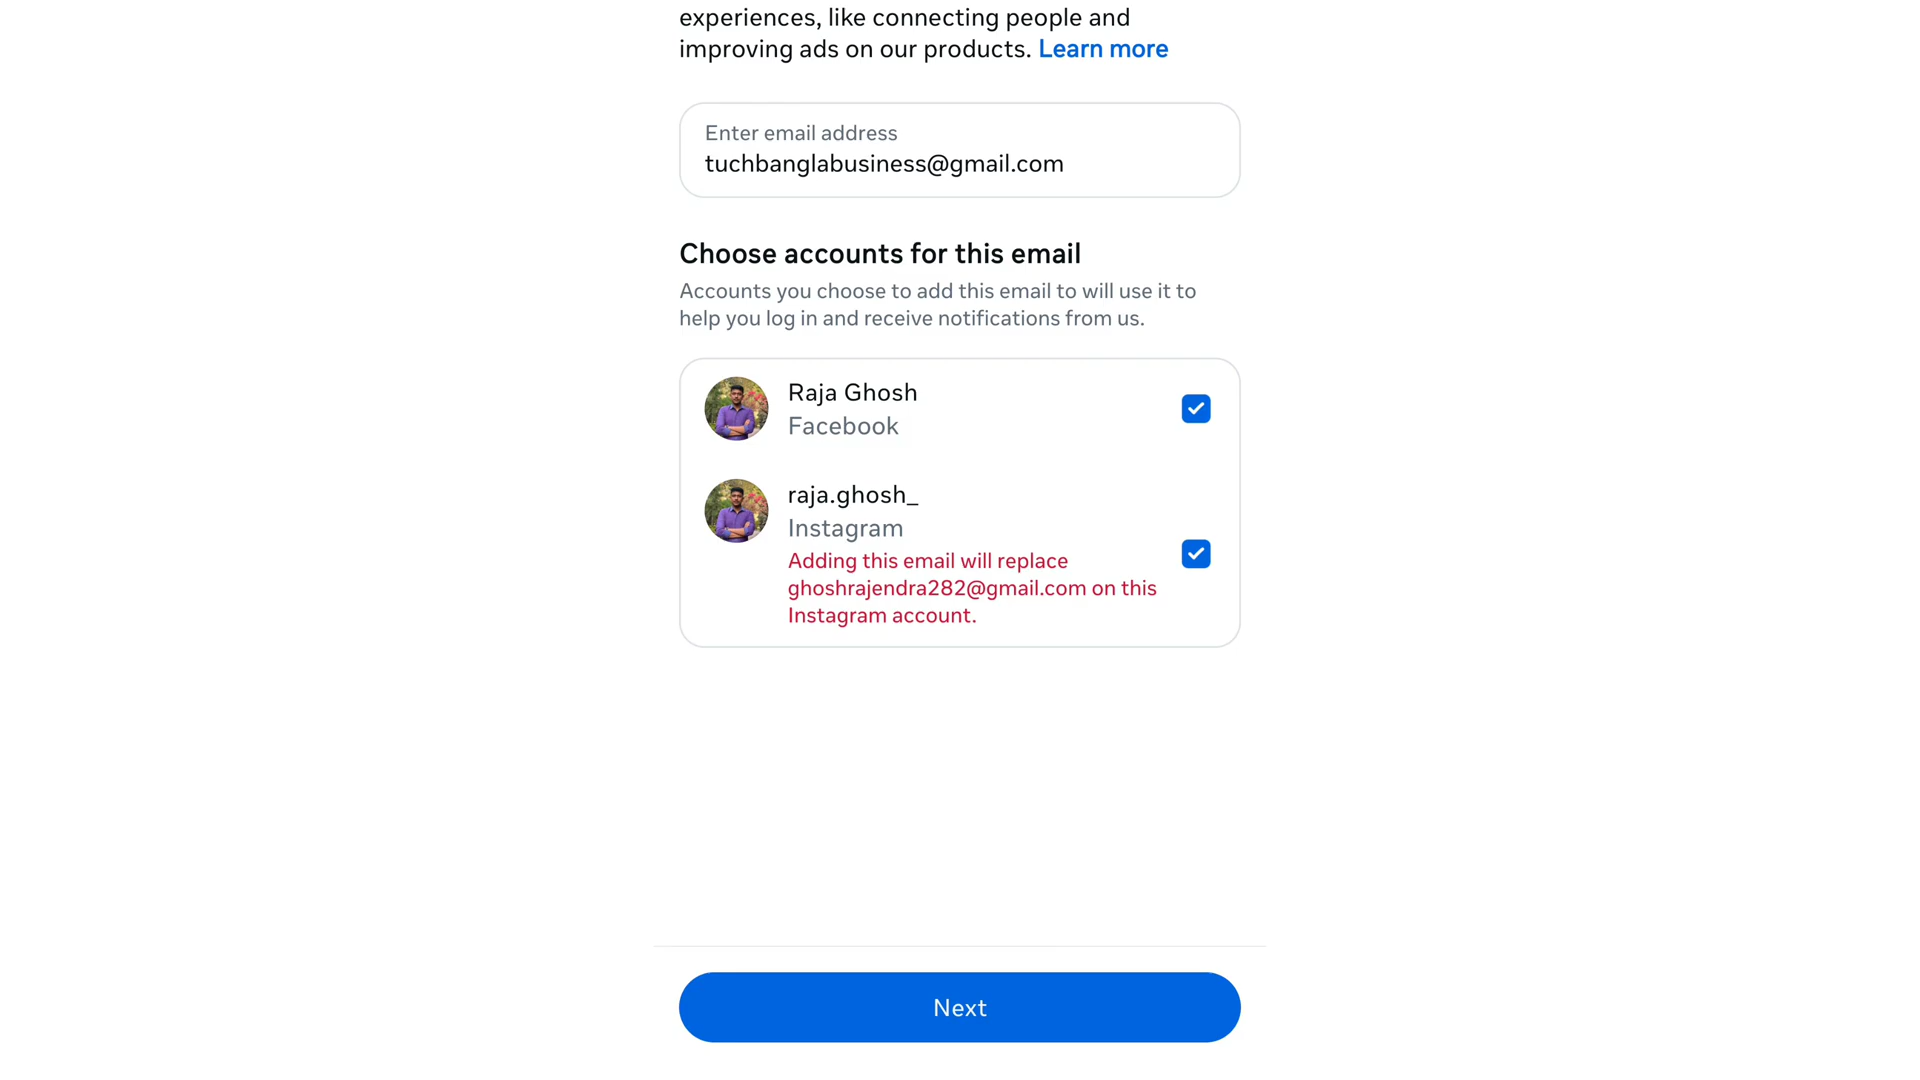 experiences, like connecting people and
improving ads on our products. Learn more
Enter email address
tuchbanglabusiness@gmail.com
Choose accounts for this email
Accounts you choose to add this email to will use it to
help you log in and receive notifications from us.
Raja Ghosh
Facebook
raja.ghosh_
Instagram
Adding this email will replace
ghoshrajendra282@gmail.com on this
Instagram account.
Next